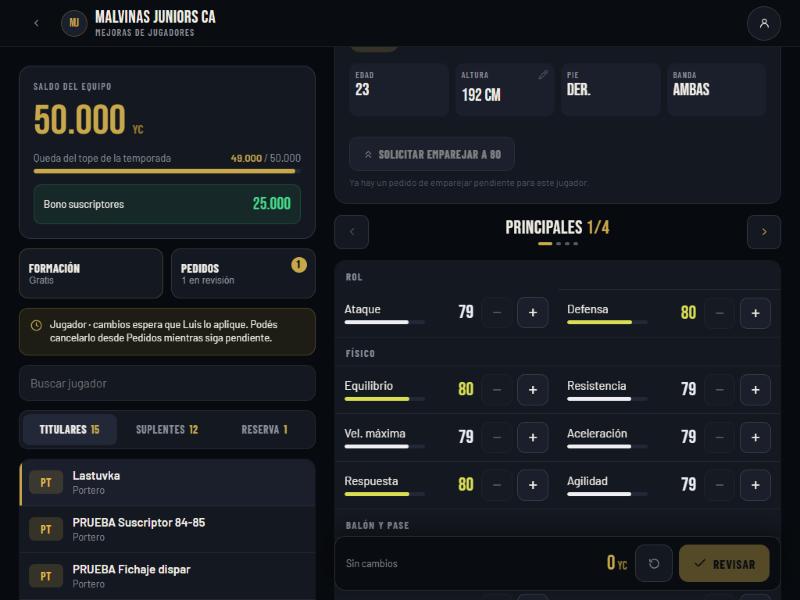 NJ
MALVINAS JUNIORS CA
MEJORAS DE JUGADORES
SALDO DEL EQUIPO
50.000 YC
Queda del tope de la temporada 49.000 / 50.000
Bono suscriptores 25.000
FORMACIÓN
Gratis
PEDIDOS 1
1 en revisión
Jugador · cambios espera que Luis lo aplique. Podés
cancelarlo desde Pedidos mientras siga pendiente.
Buscar jugador
TITULARES 15 SUPLENTES 12 RESERVA 1
PT Lastuvka
Portero
PT PRUEBA Suscriptor 84-85
Portero
PT PRUEBA Fichaje dispar
Portero
EDAD
23
ALTURA
192 CM
PIE
DER.
BANDA
AMBAS
SOLICITAR EMPAREJAR A 80
Ya hay un pedido de emparejar pendiente para este jugador.
PRINCIPALES 1/4
ROL
Ataque 79 − + Defensa 80 − +
FÍSICO
Equilibrio 80 − + Resistencia 79 − +
Vel. máxima 79 − + Aceleración 79 − +
Respuesta 80 − + Agilidad 79 − +
BALÓN Y PASE
Sin cambios 0 YC REVISAR